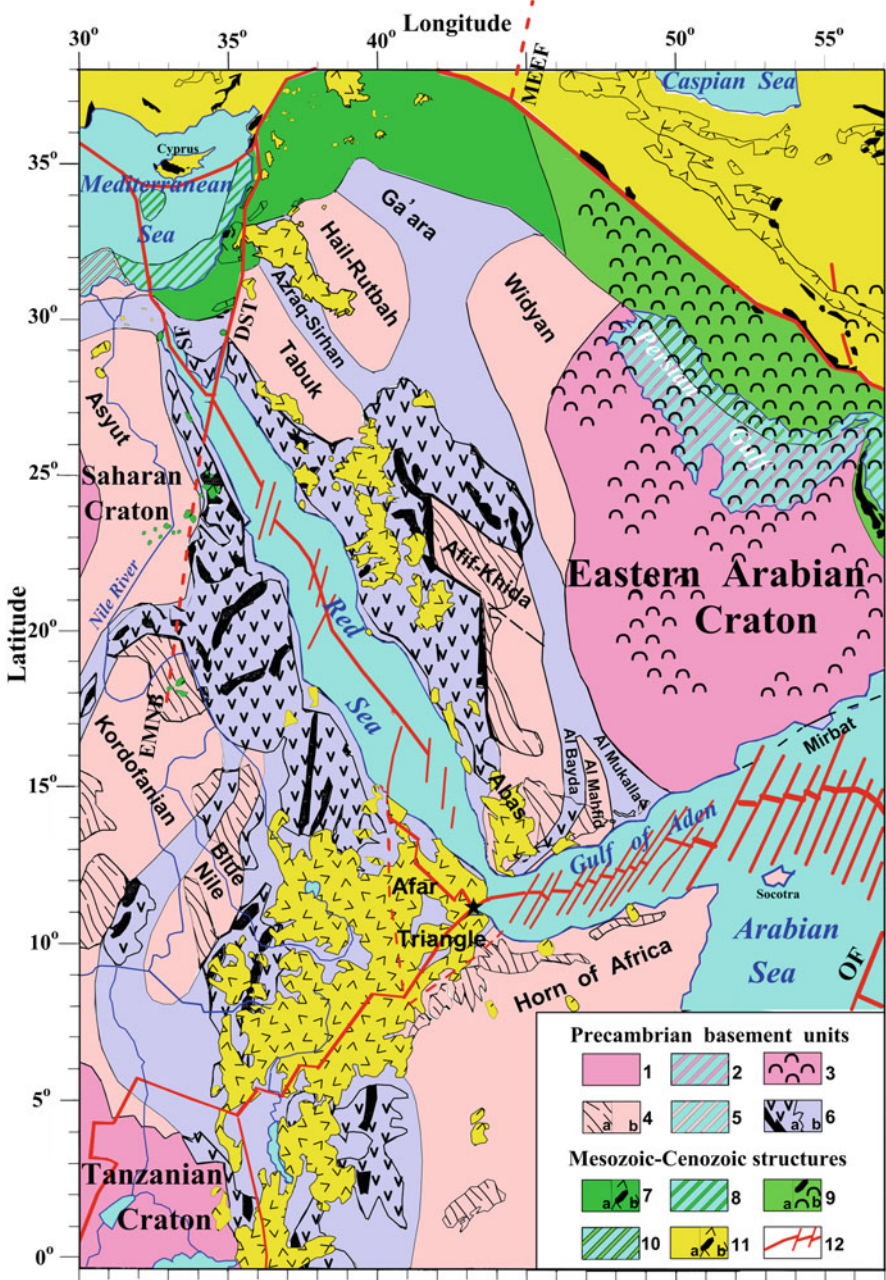 Longitude
30° 35° 40° 50° 55°
MEEF
Caspian Sea
Cyprus
35°
Mediterranean
Sea
Ga'ara
Hail-Rutbah
Azraq-Sirhan
Widyan
30°
SF
DST
Tabuk
Persian
Gulf
Asyut
25°
Saharan
Craton
Afif-Khida
Eastern Arabian
Craton
Nile River
Latitude
20°
Red
Sea
EMNB
Kordofanian
Al Bayda
Al Mahfid
Al Mukalla
Mirbat
15°
Abas
Blue
Nile
Gulf of Aden
Afar
Triangle
Socotra
10°
Arabian
Sea
OF
Horn of Africa
Precambrian basement units
1 2 3
4 a b 5 6 a b
5°
Mesozoic-Cenozoic structures
Tanzanian
Craton
7 a b 8 9 a b
10 11 a b 12
0°